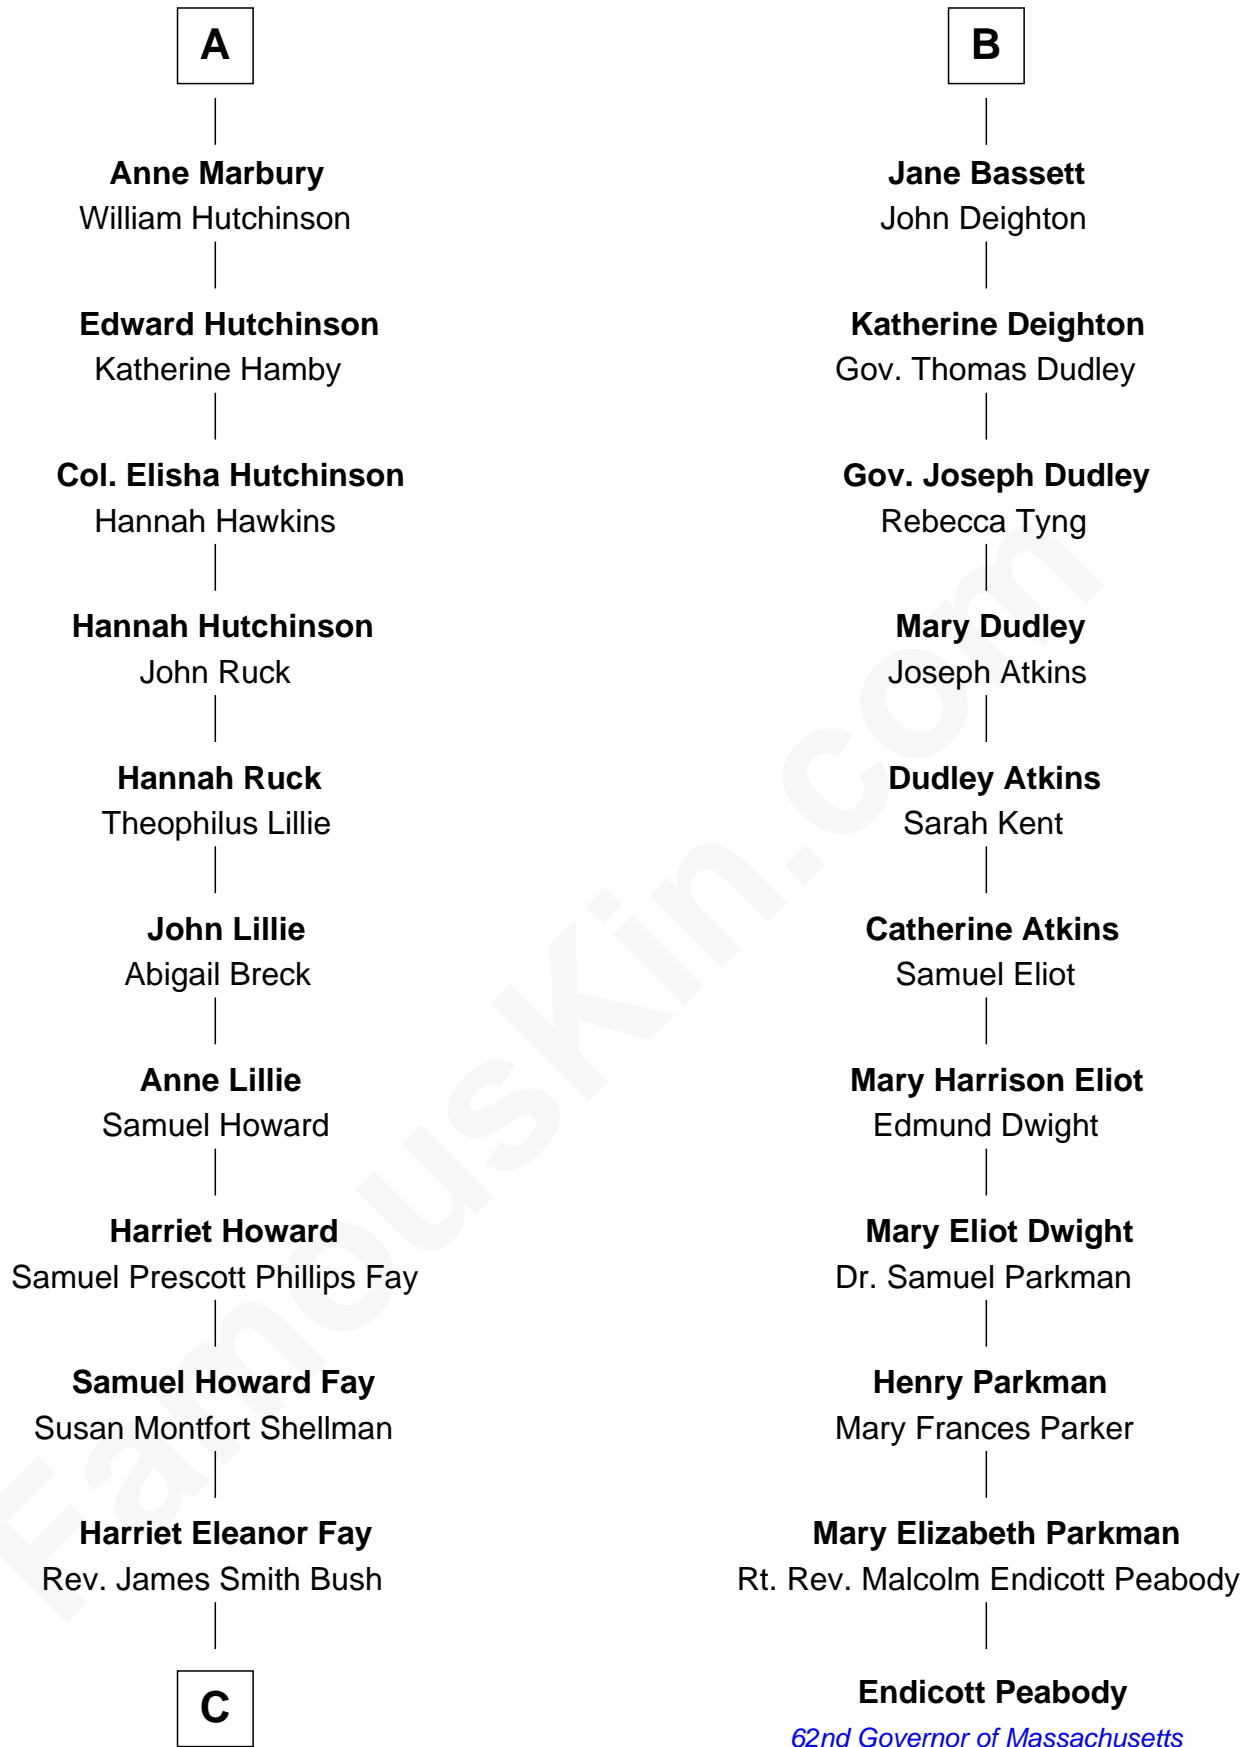 A
Anne Marbury
William Hutchinson
Edward Hutchinson
Katherine Hamby
Col. Elisha Hutchinson
Hannah Hawkins
Hannah Hutchinson
John Ruck
Hannah Ruck
Theophilus Lillie
John Lillie
Abigail Breck
Anne Lillie
Samuel Howard
Harriet Howard
Samuel Prescott Phillips Fay
Samuel Howard Fay
Susan Montfort Shellman
Harriet Eleanor Fay
Rev. James Smith Bush
C
B
Jane Bassett
John Deighton
Katherine Deighton
Gov. Thomas Dudley
Gov. Joseph Dudley
Rebecca Tyng
Mary Dudley
Joseph Atkins
Dudley Atkins
Sarah Kent
Catherine Atkins
Samuel Eliot
Mary Harrison Eliot
Edmund Dwight
Mary Eliot Dwight
Dr. Samuel Parkman
Henry Parkman
Mary Frances Parker
Mary Elizabeth Parkman
Rt. Rev. Malcolm Endicott Peabody
Endicott Peabody
62nd Governor of Massachusetts
FamousKin.com